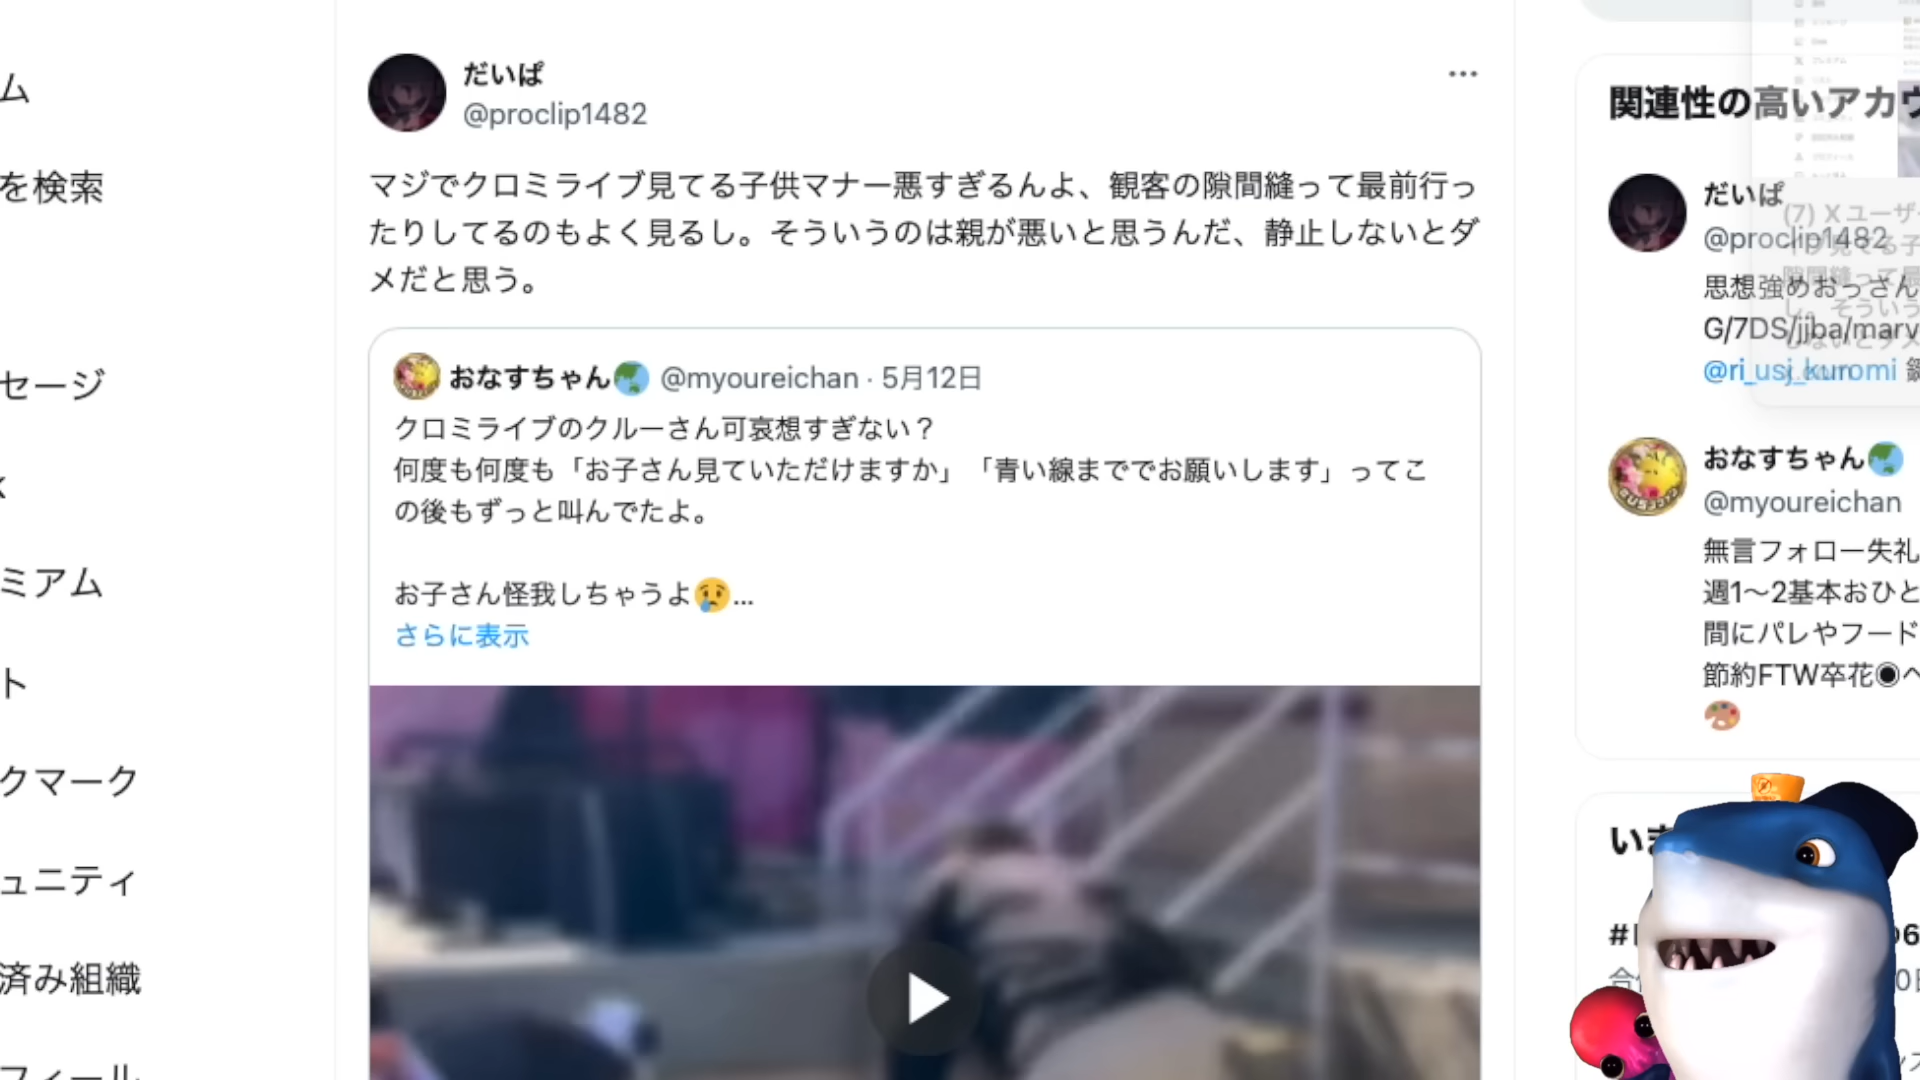 ム
を検索
セージ
ミアム
ト
クマーク
ュニティ
済み組織
フィール
だいぱ
@proclip1482
マジでクロミライブ見てる子供マナー悪すぎるんよ、観客の隙間縫って最前行っ
たりしてるのもよく見るし。そういうのは親が悪いと思うんだ、静止しないとダ
メだと思う。
おなすちゃん🌏 @myoureichan · 5月12日
クロミライブのクルーさん可哀想すぎない？
何度も何度も「お子さん見ていただけますか」「青い線まででお願いします」ってこ
の後もずっと叫んでたよ。
お子さん怪我しちゃうよ😢...
さらに表示
関連性の高いアカウ
だいぱ
@proclip1482
思想強めおっさん
G/7DS/jjba/marv
@ri_usj_kuromi
おなすちゃん🌏
@myoureichan
無言フォロー失礼
週1〜2基本おひと
間にパレやフード
節約FTW卒花◉へ
🎨
いま